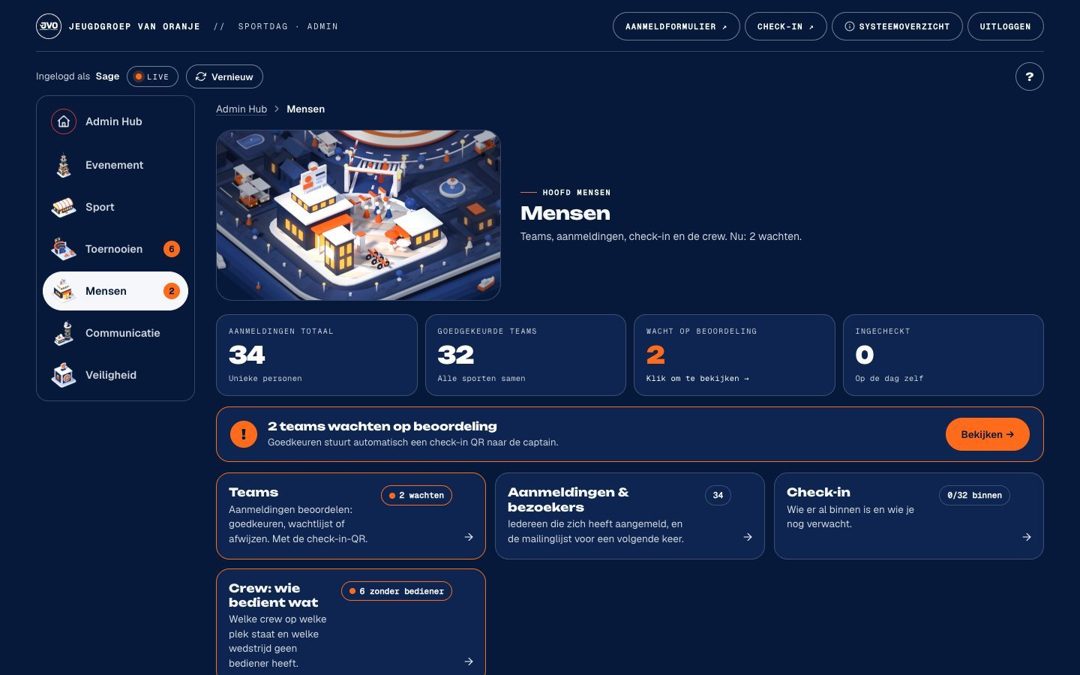 JVO JEUGDGROEP VAN ORANJE // SPORTDAG · ADMIN
AANMELDFORMULIER ↗
CHECK-IN ↗
SYSTEEMOVERZICHT
UITLOGGEN
Ingelogd als Sage
LIVE
Vernieuw
?
Admin Hub
Evenement
Sport
Toernooien 6
Mensen 2
Communicatie
Veiligheid
Admin Hub > Mensen
HOOFD MENSEN
Mensen
Teams, aanmeldingen, check-in en de crew. Nu: 2 wachten.
AANMELDINGEN TOTAAL
34
Unieke personen
GOEDGEKEURDE TEAMS
32
Alle sporten samen
WACHT OP BEOORDELING
2
Klik om te bekijken →
INGECHECKT
0
Op de dag zelf
!
2 teams wachten op beoordeling
Goedkeuren stuurt automatisch een check-in QR naar de captain.
Bekijken →
Teams
2 wachten
Aanmeldingen beoordelen:
goedkeuren, wachtlijst of
afwijzen. Met de check-in-QR.
→
Aanmeldingen &
bezoekers
34
Iedereen die zich heeft aangemeld, en
de mailinglijst voor een volgende keer.
→
Check-in
0/32 binnen
Wie er al binnen is en wie je
nog verwacht.
→
Crew: wie
bedient wat
6 zonder bediener
Welke crew op welke
plek staat en welke
wedstrijd geen
bediener heeft.
→